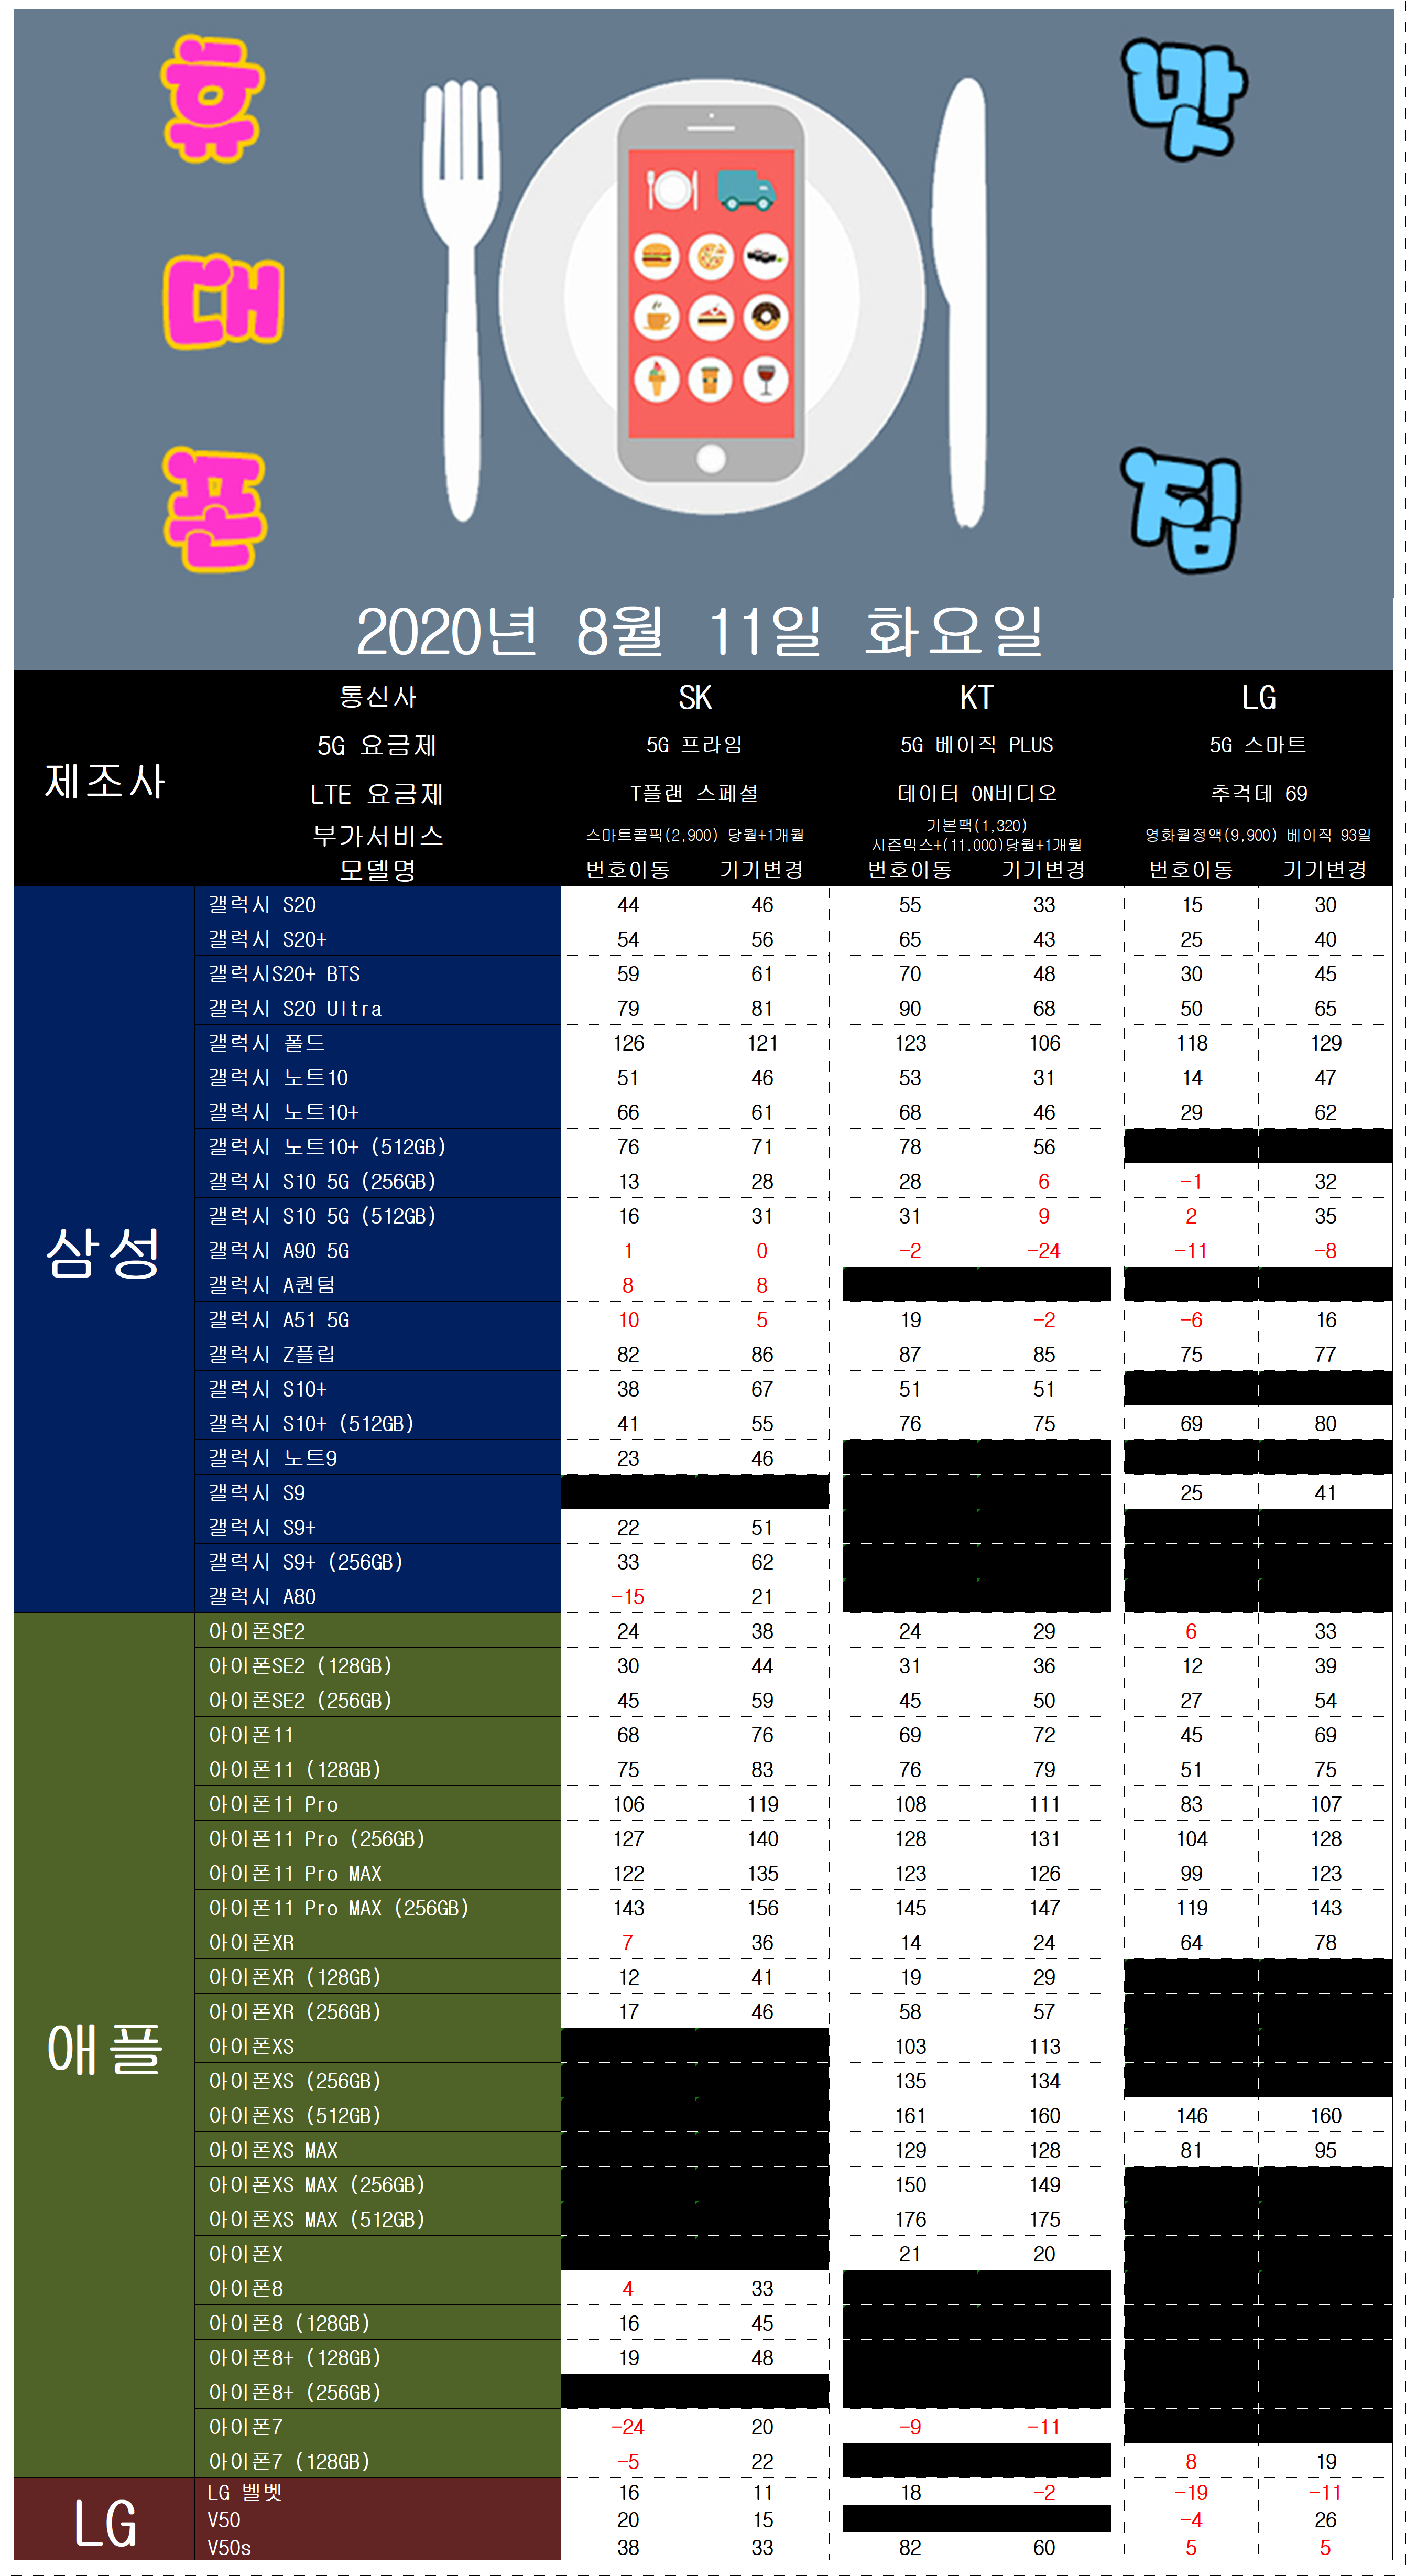 휴 맛
대
폰 집
2020년 8월 11일 화요일
제조사
통신사 SK KT LG
5G 요금제 5G 프라임 5G 베이직 PLUS 5G 스마트
LTE 요금제 T플랜 스페셜 데이터 ON비디오 추걱데 69
부가서비스 스마트콜픽(2,900) 당월+1개월 기본팩(1,320) 시즌믹스+(11.000)당월+1개월 영화월정액(9,900) 베이직 93일
모델명 번호이동 기기변경 번호이동 기기변경 번호이동 기기변경
삼성
갤럭시 S20 44 46 55 33 15 30
갤럭시 S20+ 54 56 65 43 25 40
갤럭시S20+ BTS 59 61 70 48 30 45
갤럭시 S20 Ultra 79 81 90 68 50 65
갤럭시 폴드 126 121 123 106 118 129
갤럭시 노트10 51 46 53 31 14 47
갤럭시 노트10+ 66 61 68 46 29 62
갤럭시 노트10+ (512GB) 76 71 78 56
갤럭시 S10 5G (256GB) 13 28 28 6 -1 32
갤럭시 S10 5G (512GB) 16 31 31 9 2 35
갤럭시 A90 5G 1 0 -2 -24 -11 -8
갤럭시 A퀀텀 8 8
갤럭시 A51 5G 10 5 19 -2 -6 16
갤럭시 Z플립 82 86 87 85 75 77
갤럭시 S10+ 38 67 51 51
갤럭시 S10+ (512GB) 41 55 76 75 69 80
갤럭시 노트9 23 46
갤럭시 S9 25 41
갤럭시 S9+ 22 51
갤럭시 S9+ (256GB) 33 62
갤럭시 A80 -15 21
애플
아이폰SE2 24 38 24 29 6 33
아이폰SE2 (128GB) 30 44 31 36 12 39
아이폰SE2 (256GB) 45 59 45 50 27 54
아이폰11 68 76 69 72 45 69
아이폰11 (128GB) 75 83 76 79 51 75
아이폰11 Pro 106 119 108 111 83 107
아이폰11 Pro (256GB) 127 140 128 131 104 128
아이폰11 Pro MAX 122 135 123 126 99 123
아이폰11 Pro MAX (256GB) 143 156 145 147 119 143
아이폰XR 7 36 14 24 64 78
아이폰XR (128GB) 12 41 19 29
아이폰XR (256GB) 17 46 58 57
아이폰XS 103 113
아이폰XS (256GB) 135 134
아이폰XS (512GB) 161 160 146 160
아이폰XS MAX 129 128 81 95
아이폰XS MAX (256GB) 150 149
아이폰XS MAX (512GB) 176 175
아이폰X 21 20
아이폰8 4 33
아이폰8 (128GB) 16 45
아이폰8+ (128GB) 19 48
아이폰8+ (256GB)
아이폰7 -24 20 -9 -11
아이폰7 (128GB) -5 22 8 19
LG
LG 벨벳 16 11 18 -2 -19 -11
V50 20 15 -4 26
V50s 38 33 82 60 5 5